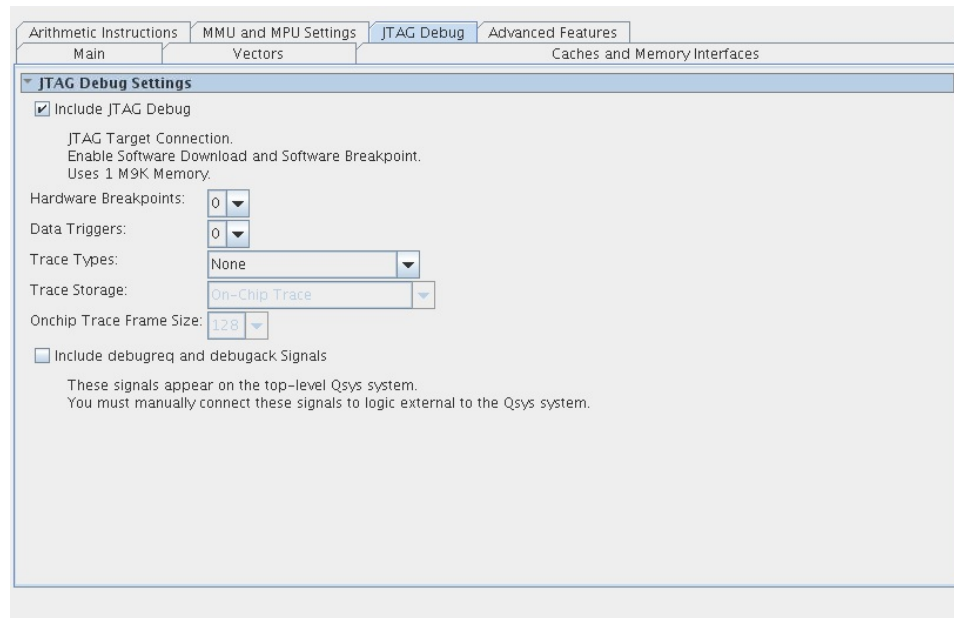 Arithmetic Instructions MMU and MPU Settings JTAG Debug Advanced Features
Main Vectors Caches and Memory Interfaces
JTAG Debug Settings
Include JTAG Debug
JTAG Target Connection.
Enable Software Download and Software Breakpoint.
Uses 1 M9K Memory.
Hardware Breakpoints: 0
Data Triggers: 0
Trace Types: None
Trace Storage: On-Chip Trace
Onchip Trace Frame Size: 128
Include debugreq and debugack Signals
These signals appear on the top-level Qsys system.
You must manually connect these signals to logic external to the Qsys system.